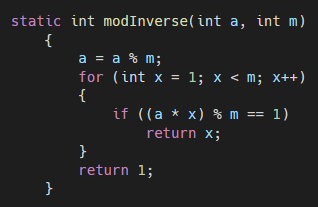 static int modInverse(int a, int m)
{
a = a % m;
for (int x = 1; x < m; x++)
{
if ((a * x) % m == 1)
return x;
}
return 1;
}